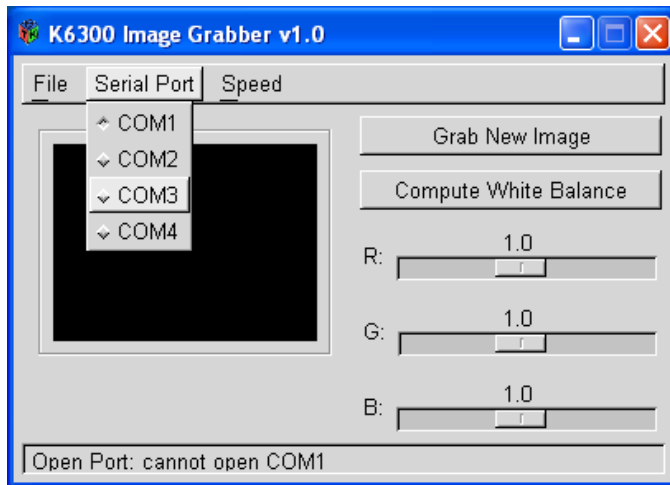 K6300 Image Grabber v1.0
File Serial Port Speed
COM1
COM2
COM3
COM4
Grab New Image
Compute White Balance
1.0
R:
1.0
G:
1.0
B:
Open Port: cannot open COM1